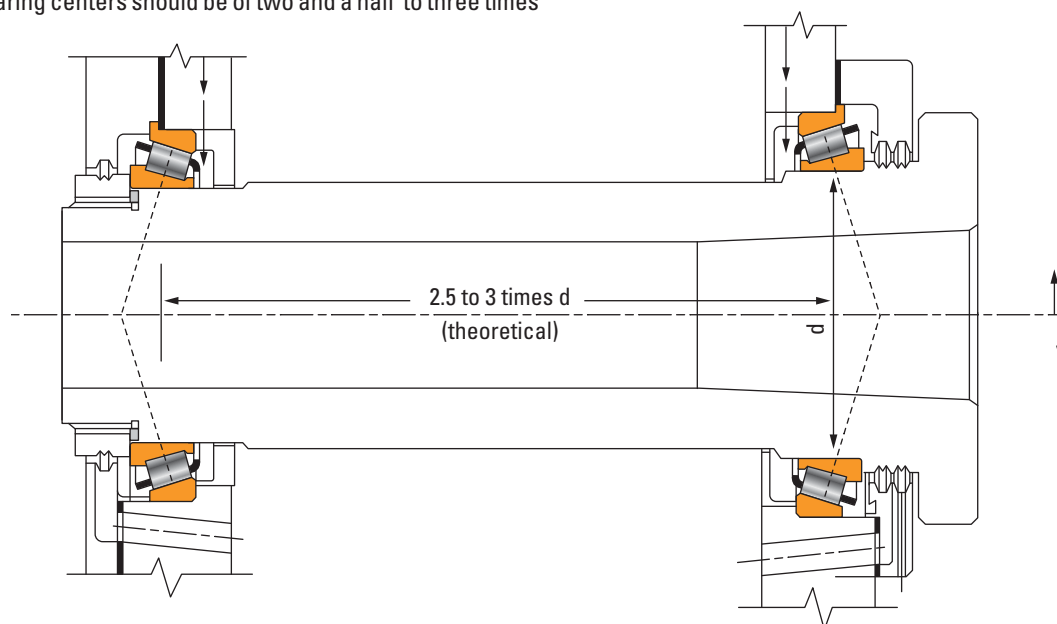 aring centers should be of two and a half to three times
2.5 to 3 times d
(theoretical)
d